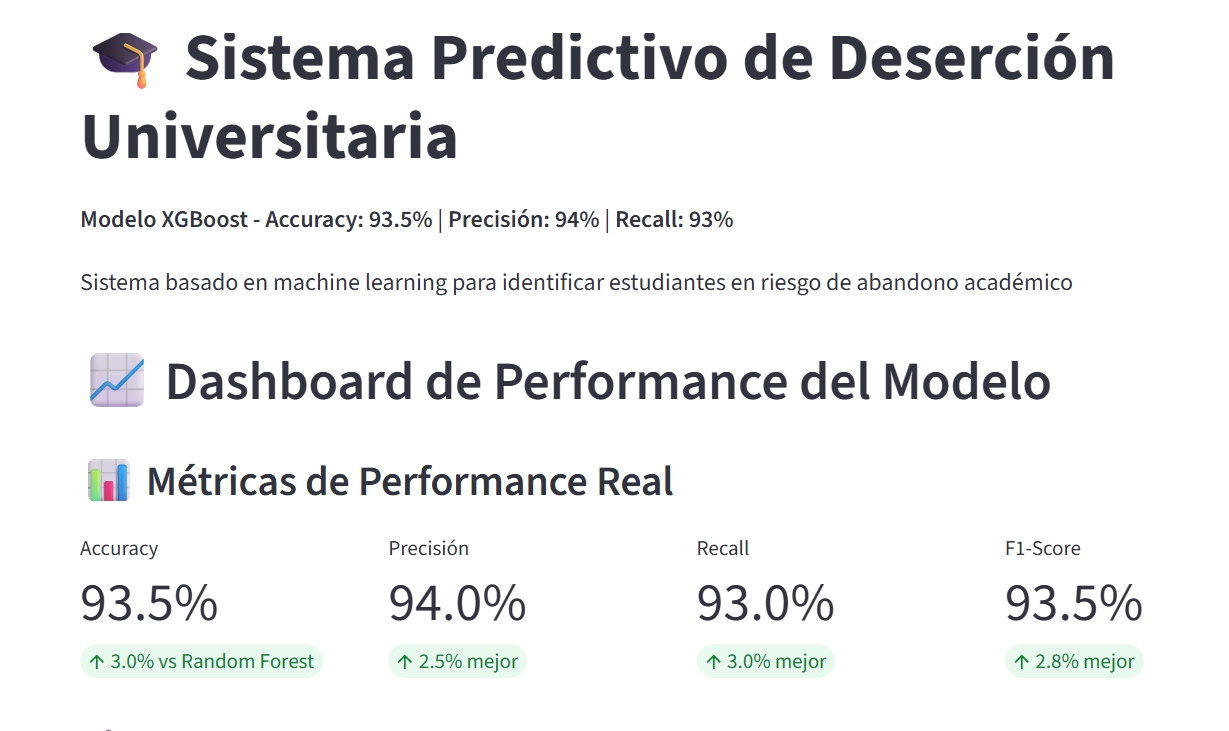 Sistema Predictivo de Deserción
Universitaria
Modelo XGBoost - Accuracy: 93.5% | Precisión: 94% | Recall: 93%
Sistema basado en machine learning para identificar estudiantes en riesgo de abandono académico
Dashboard de Performance del Modelo
Métricas de Performance Real
Accuracy
93.5%
↑ 3.0% vs Random Forest
Precisión
94.0%
↑ 2.5% mejor
Recall
93.0%
↑ 3.0% mejor
F1-Score
93.5%
↑ 2.8% mejor